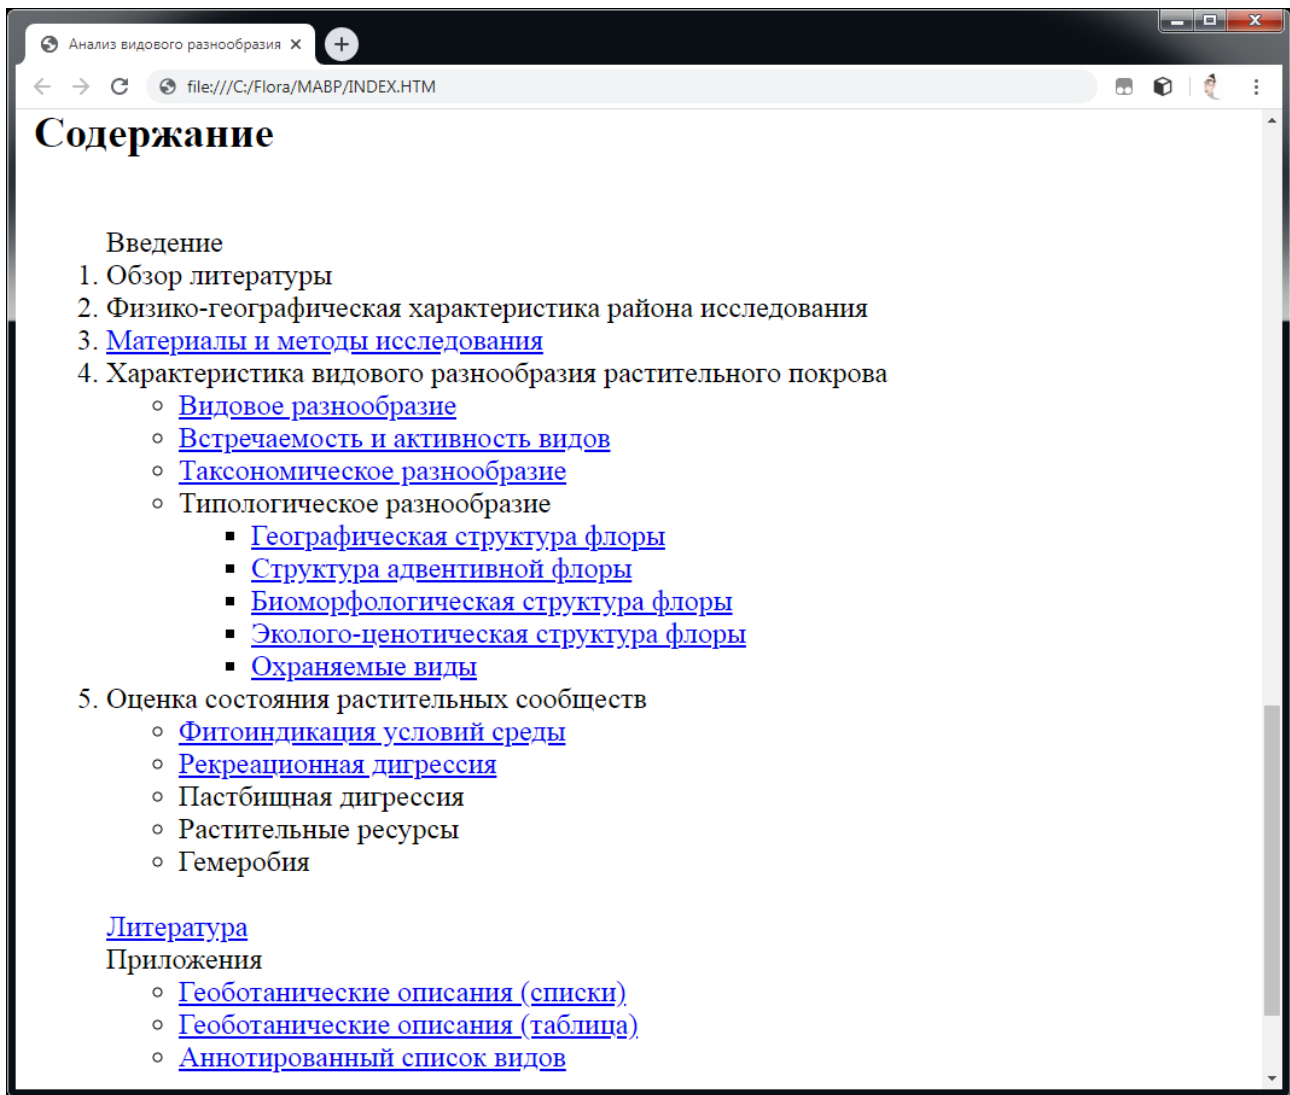 Анализ видового разнообразия
file:///C:/Flora/MABP/INDEX.HTM
Содержание
Введение
1. Обзор литературы
2. Физико-географическая характеристика района исследования
3. Материалы и методы исследования
4. Характеристика видового разнообразия растительного покрова
Видовое разнообразие
Встречаемость и активность видов
Таксономическое разнообразие
Типологическое разнообразие
Географическая структура флоры
Структура адвентивной флоры
Биоморфологическая структура флоры
Эколого-ценотическая структура флоры
Охраняемые виды
5. Оценка состояния растительных сообществ
Фитоиндикация условий среды
Рекреационная дигрессия
Пастбищная дигрессия
Растительные ресурсы
Гемеробия
Литература
Приложения
Геоботанические описания (списки)
Геоботанические описания (таблица)
Аннотированный список видов